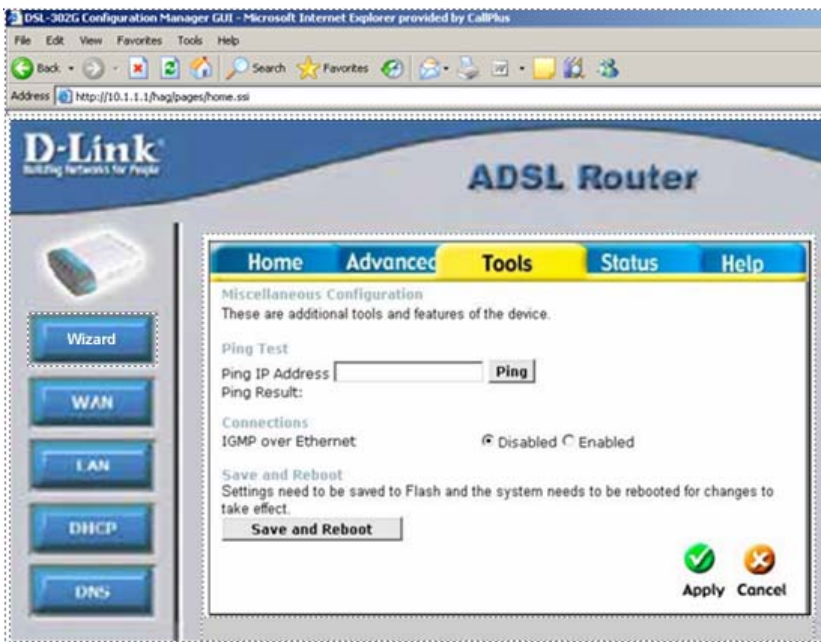 DSL-302G Configuration Manager GUI - Microsoft Internet Explorer provided by CallPlus
File Edit View Favorites Tools Help
Back Search Favorites
Address http://10.1.1.1/hag/pages/home.ssi
D-Link
Building Networks for People
ADSL Router
Home Advanced Tools Status Help
Wizard
WAN
LAN
DHCP
DNS
Miscellaneous Configuration
These are additional tools and features of the device.
Ping Test
Ping IP Address Ping
Ping Result:
Connections
IGMP over Ethernet Disabled Enabled
Save and Reboot
Settings need to be saved to Flash and the system needs to be rebooted for changes to
take effect.
Save and Reboot
Apply Cancel